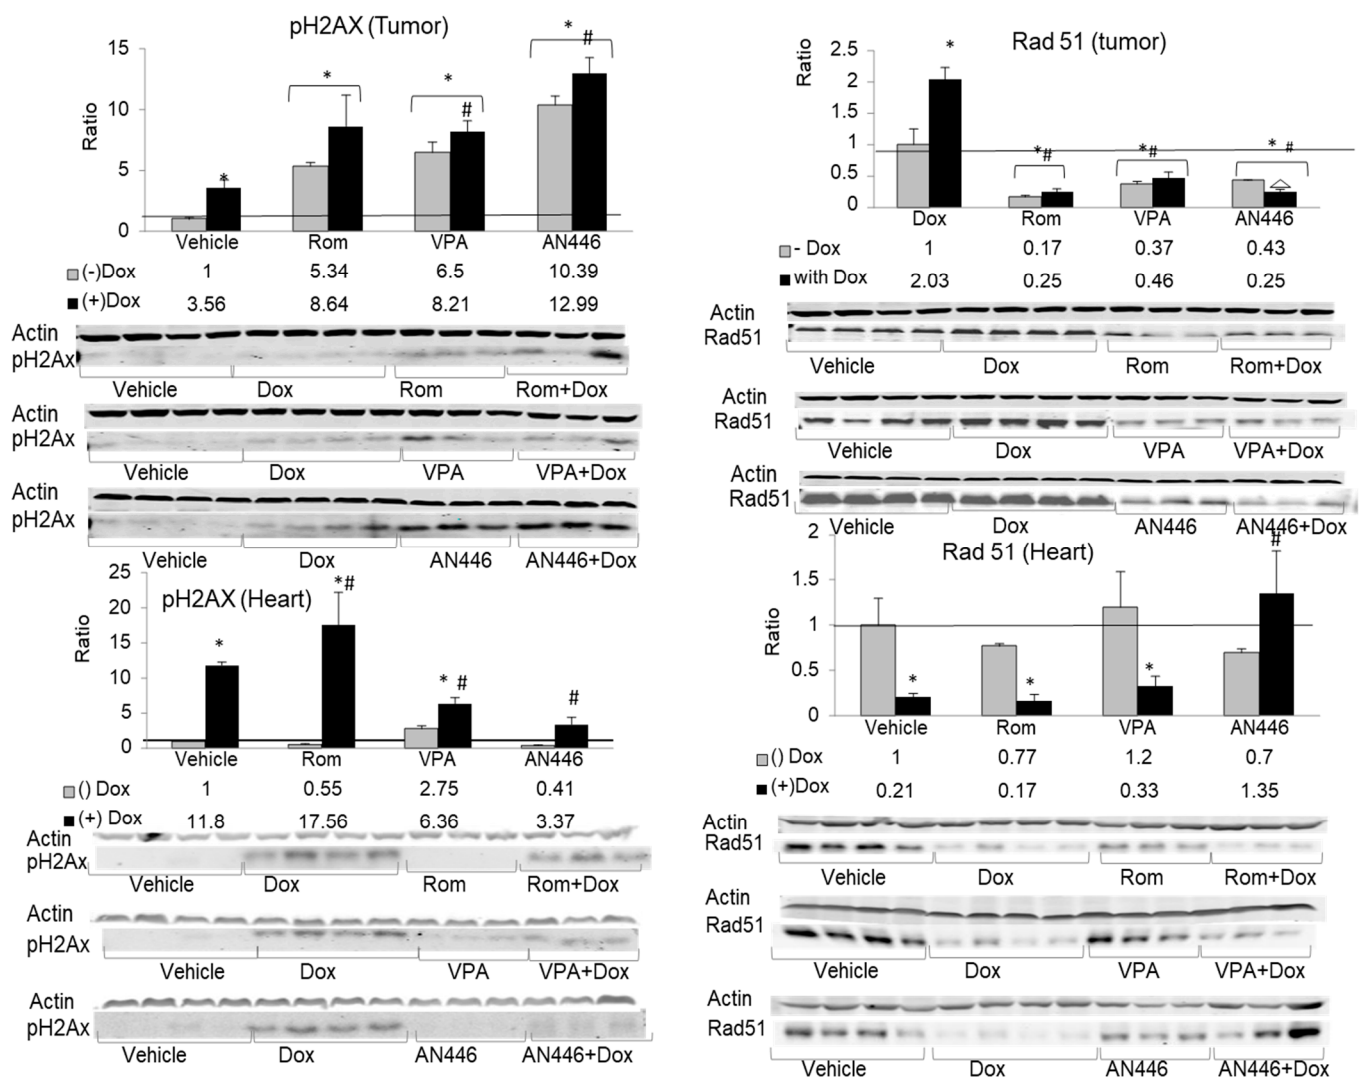 pH2AX (Tumor)
* #
15
*
*
#
10
Ratio
5
*
0
Vehicle Rom VPA AN446
(-)Dox 1 5.34 6.5 10.39
(+)Dox 3.56 8.64 8.21 12.99
Actin
pH2Ax
Vehicle Dox Rom Rom+Dox
Actin
pH2Ax
Vehicle Dox VPA VPA+Dox
Actin
pH2Ax
Vehicle Dox AN446 AN446+Dox
25
pH2AX (Heart)
*#
20
15
*
Ratio
10
* #
#
5
0
Vehicle Rom VPA AN446
() Dox 1 0.55 2.75 0.41
(+) Dox 11.8 17.56 6.36 3.37
Actin
pH2Ax
Vehicle Dox Rom Rom+Dox
Actin
pH2Ax
Vehicle Dox VPA VPA+Dox
Actin
pH2Ax
Vehicle Dox AN446 AN446+Dox
Rad 51 (tumor)
*
2.5
Ratio
2
1.5
1
*# *# * #
0.5
0
Dox Rom VPA AN446
- Dox 1 0.17 0.37 0.43
with Dox 2.03 0.25 0.46 0.25
Actin
Rad51
Vehicle Dox Rom Rom+Dox
Actin
Rad51
Vehicle Dox VPA VPA+Dox
Actin
Rad51
Vehicle Dox AN446 AN446+Dox
2
Rad 51 (Heart)
#
1.5
Ratio
1
0.5
* * *
0
Vehicle Rom VPA AN446
() Dox 1 0.77 1.2 0.7
(+)Dox 0.21 0.17 0.33 1.35
Actin
Rad51
Vehicle Dox Rom Rom+Dox
Actin
Rad51
Vehicle Dox VPA VPA+Dox
Actin
Rad51
Vehicle Dox AN446 AN446+Dox